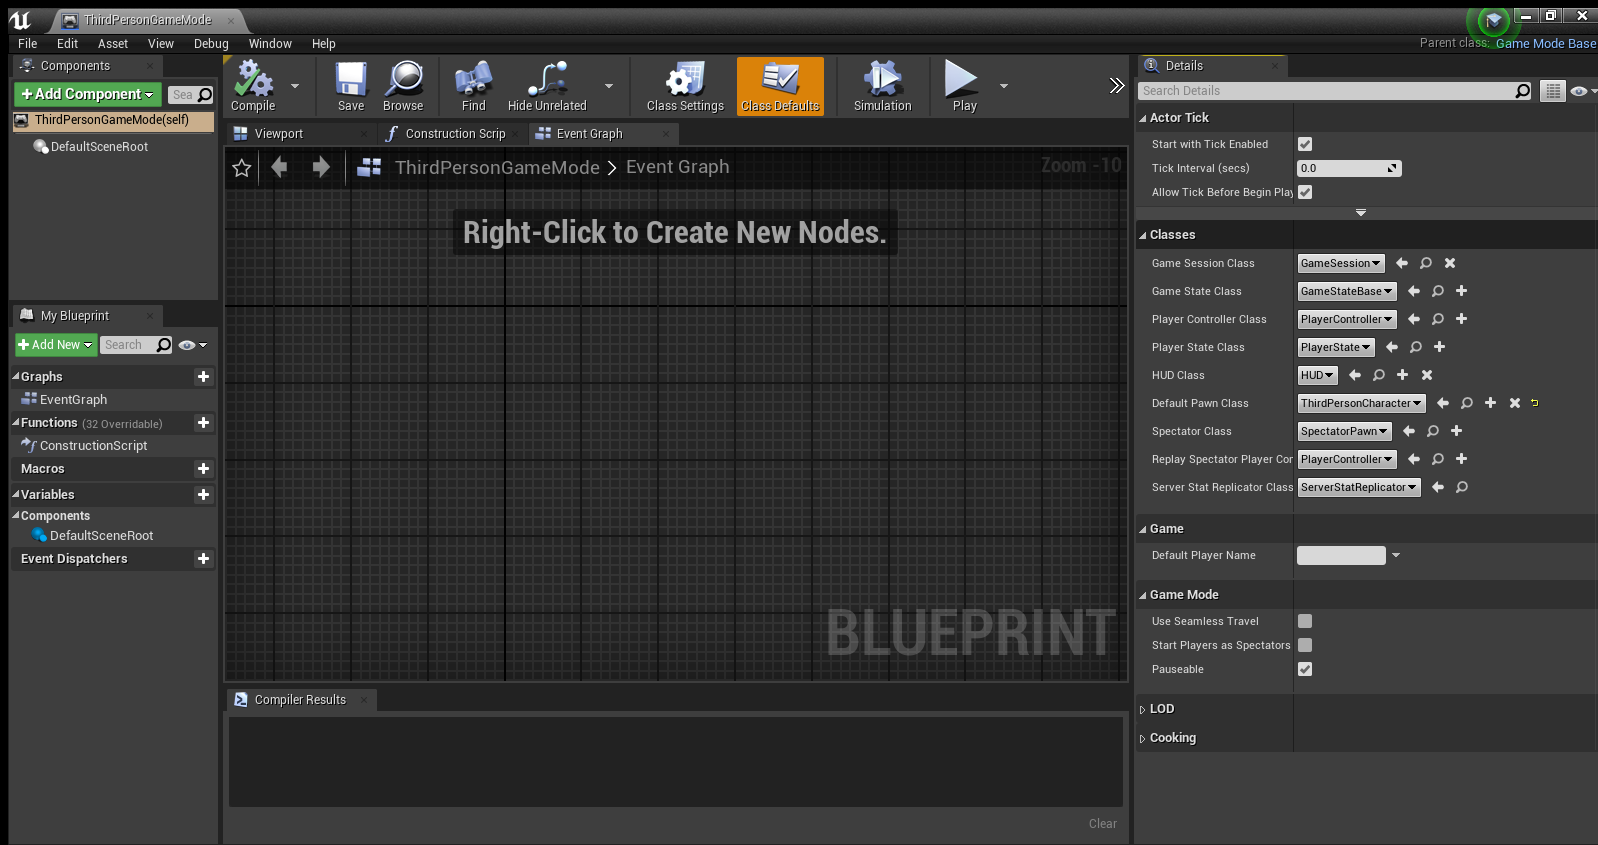 ThirdPersonGameMode
File Edit Asset View Debug Window Help
Parent class: Game Mode Base
Components
Add Component
Sea
ThirdPersonGameMode(self)
DefaultSceneRoot
My Blueprint
Add New
Search
Graphs
EventGraph
Functions (32 Overridable)
ConstructionScript
Macros
Variables
Components
DefaultSceneRoot
Event Dispatchers
Compile Save Browse Find Hide Unrelated Class Settings Class Defaults Simulation Play
Viewport Construction Scrip Event Graph
ThirdPersonGameMode > Event Graph
Zoom -10
Right-Click to Create New Nodes.
BLUEPRINT
Compiler Results
Clear
Details
Search Details
Actor Tick
Start with Tick Enabled
Tick Interval (secs) 0.0
Allow Tick Before Begin Play
Classes
Game Session Class GameSession
Game State Class GameStateBase
Player Controller Class PlayerController
Player State Class PlayerState
HUD Class HUD
Default Pawn Class ThirdPersonCharacter
Spectator Class SpectatorPawn
Replay Spectator Player Cor PlayerController
Server Stat Replicator Class ServerStatReplicator
Game
Default Player Name
Game Mode
Use Seamless Travel
Start Players as Spectators
Pauseable
LOD
Cooking